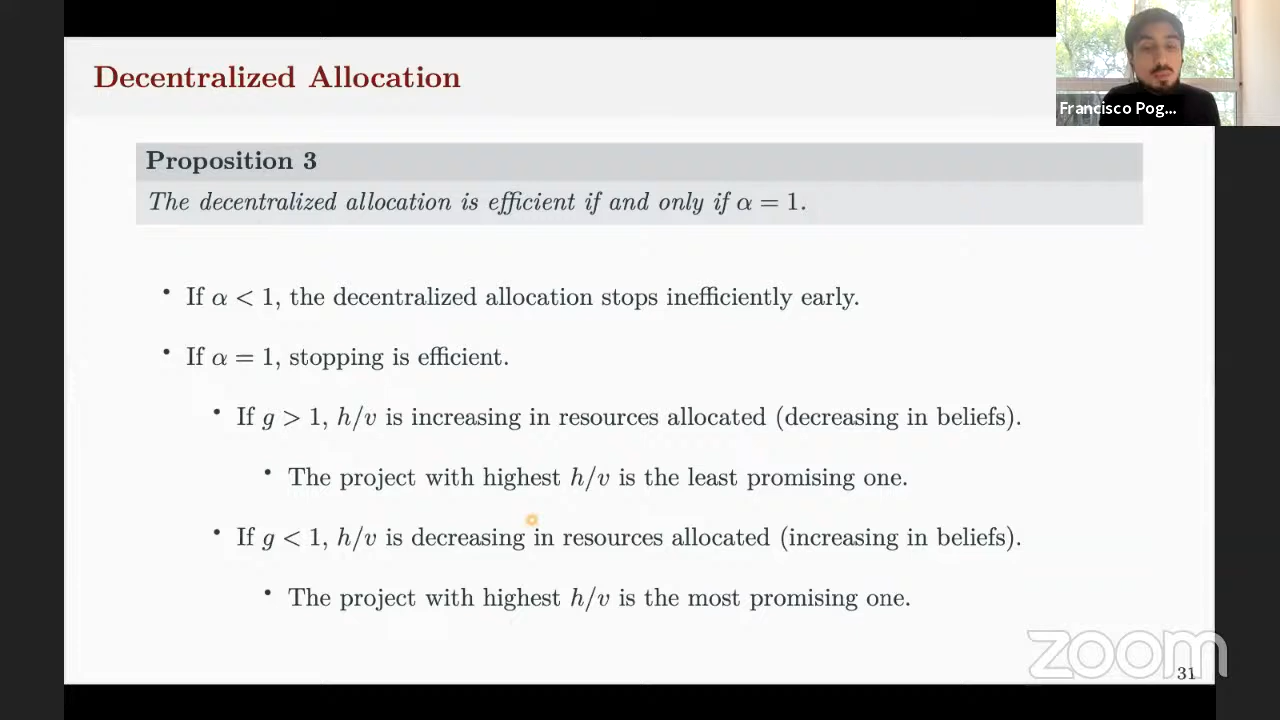 Decentralized Allocation
Francisco Pog...
Proposition 3
The decentralized allocation is efficient if and only if α = 1.
• If α < 1, the decentralized allocation stops inefficiently early.
• If α = 1, stopping is efficient.
• If g > 1, h/v is increasing in resources allocated (decreasing in beliefs).
• The project with highest h/v is the least promising one.
• If g < 1, h/v is decreasing in resources allocated (increasing in beliefs).
• The project with highest h/v is the most promising one.
zoom
31